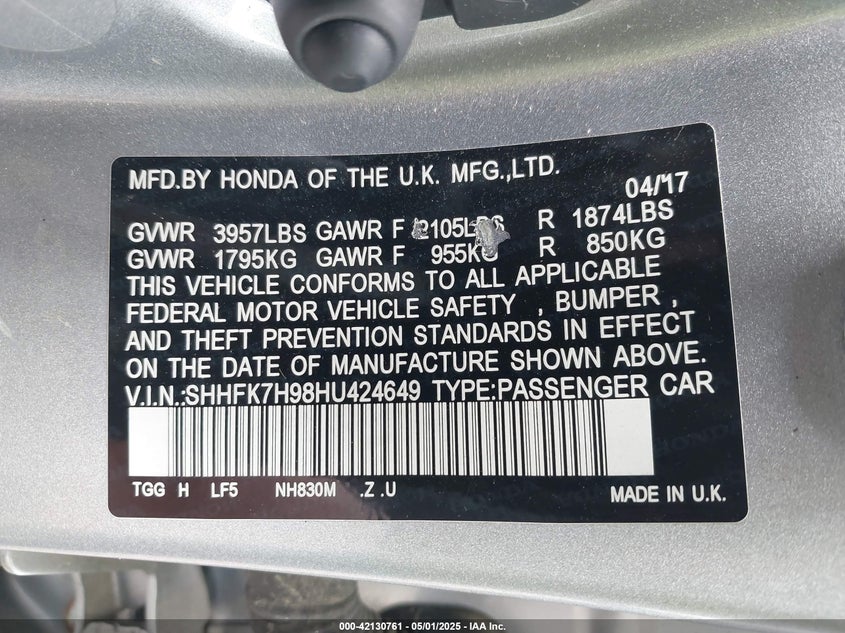 MFD.BY HONDA OF THE U.K. MFG.,LTD.
04/17
GVWR 3957LBS GAWR F 2105LBS R 1874LBS
GVWR 1795KG GAWR F 955KG R 850KG
THIS VEHICLE CONFORMS TO ALL APPLICABLE
FEDERAL MOTOR VEHICLE SAFETY , BUMPER ,
AND THEFT PREVENTION STANDARDS IN EFFECT
ON THE DATE OF MANUFACTURE SHOWN ABOVE.
V.I.N.:SHHFK7H98HU424649 TYPE:PASSENGER CAR
TGG H LF5 NH830M .Z .U MADE IN U.K.
000-42130761 - 05/01/2025 - IAA Inc.